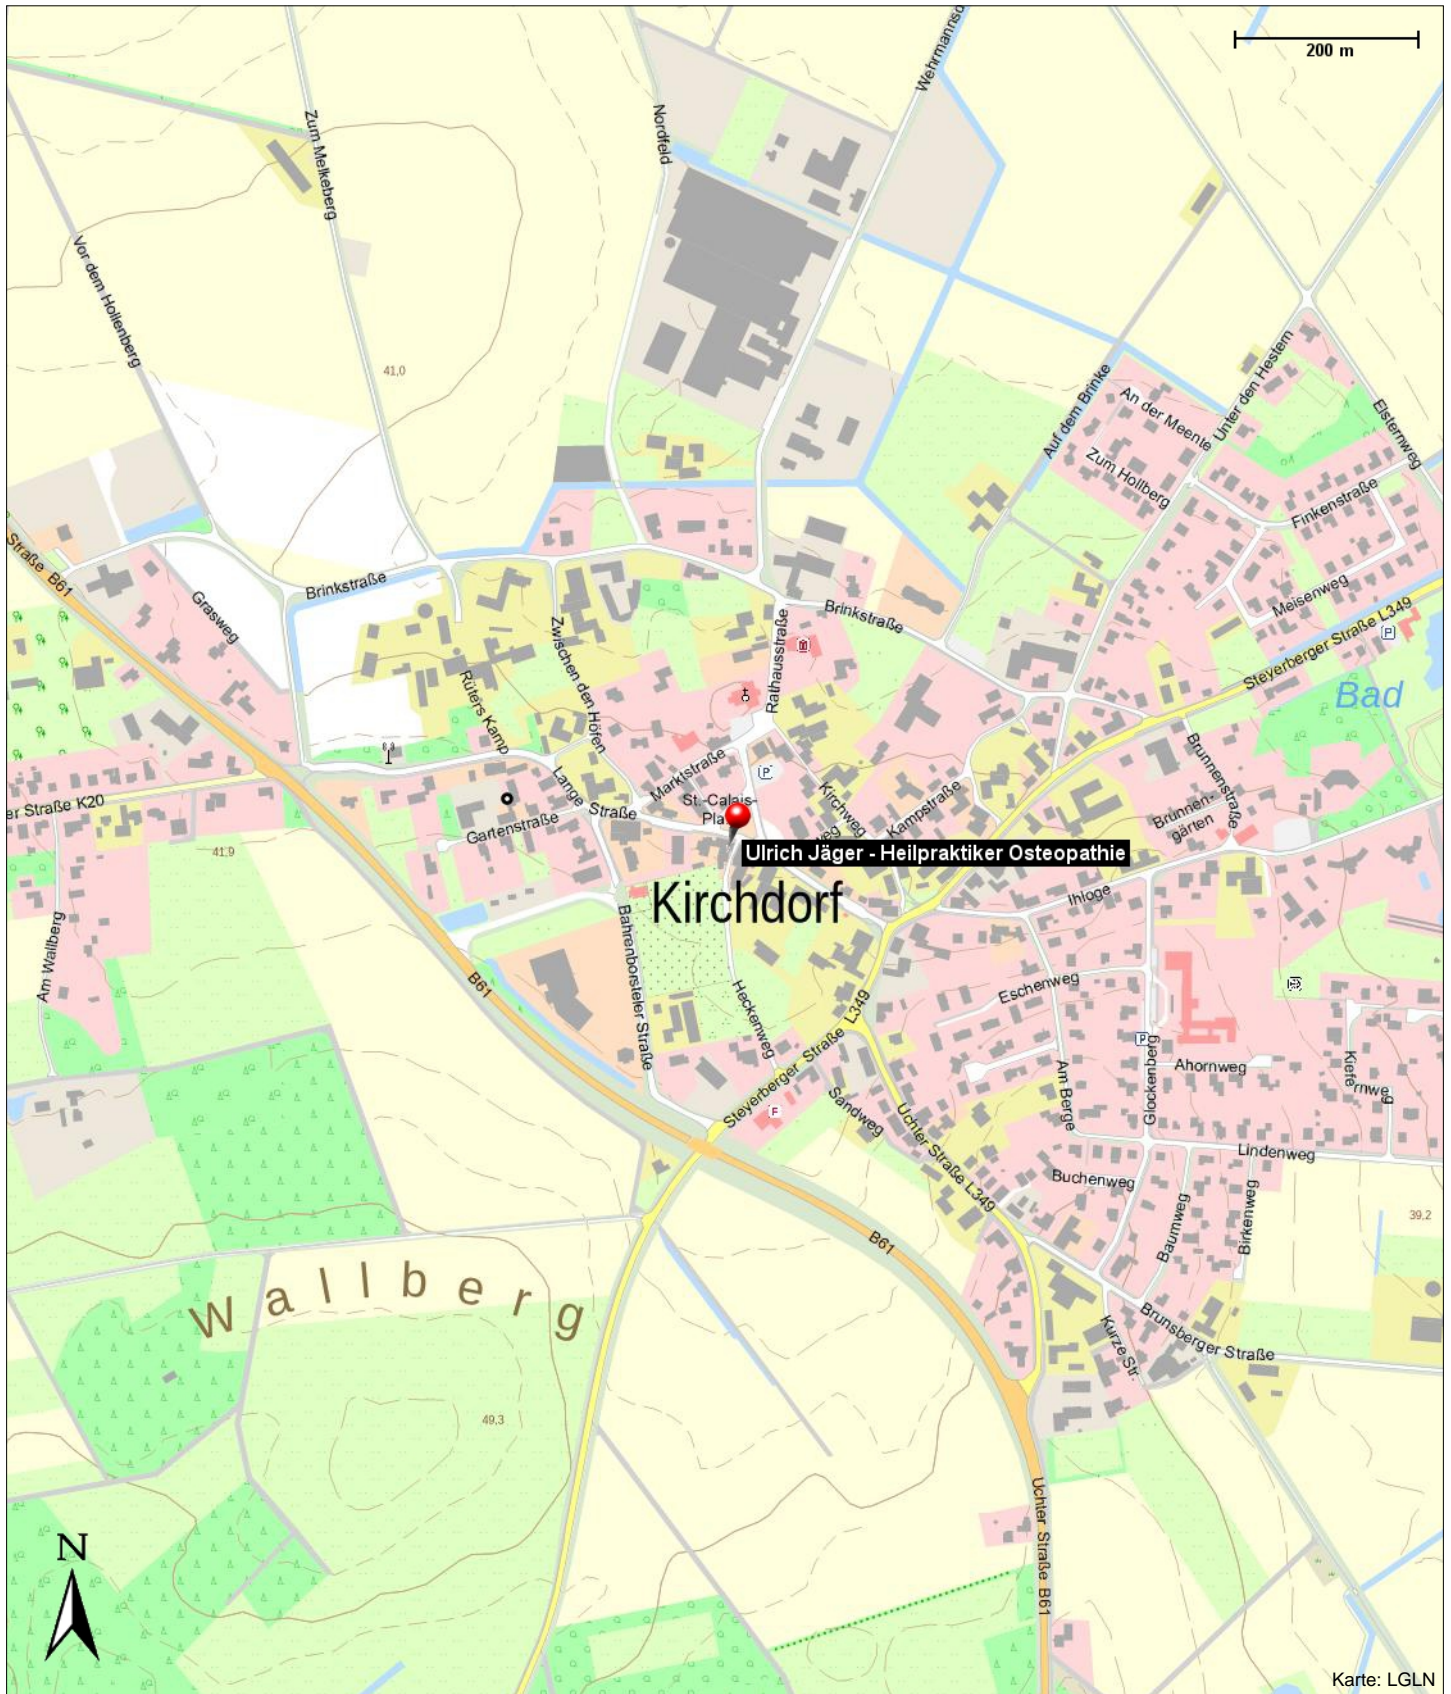 200 m
Wehrmannsd
Nordfeld
Zum Melkeberg
Vor dem Hollenberg
41,0
An der Meente
Unter den Hestern
Auf dem Brinke
Zum Hollberg
Elsternweg
Finkenstraße
Straße B61
Brinkstraße
Grasweg
Meisenweg
Brinkstraße
Steyerberger Straße L349
P
Zwischen den Höfen
Rathausstraße
Rüters Kamp
Bad
Marktstraße
P
Brunnenstraße
Lange Straße
St.-Calais-
Pla
Kirchweg
Kampstraße
er Straße K20
Gartenstraße
Brunnen-
gärten
weg
41,9
Ulrich Jäger - Heilpraktiker Osteopathie
Kirchdorf
Ihloge
Am Wallberg
Bahrenborsteler Straße
B61
Heckenweg
Eschenweg
Steyerberger Straße L349
P
Glockenberg
Ahornweg
Kiefernweg
Am Berge
F
Sandweg
Uchter Straße L349
Lindenweg
Buchenweg
Baumweg
Birkenweg
39,2
B61
Wallberg
Kurze Str.
Brunsberger Straße
49,3
Uchter Straße B61
N
Karte: LGLN